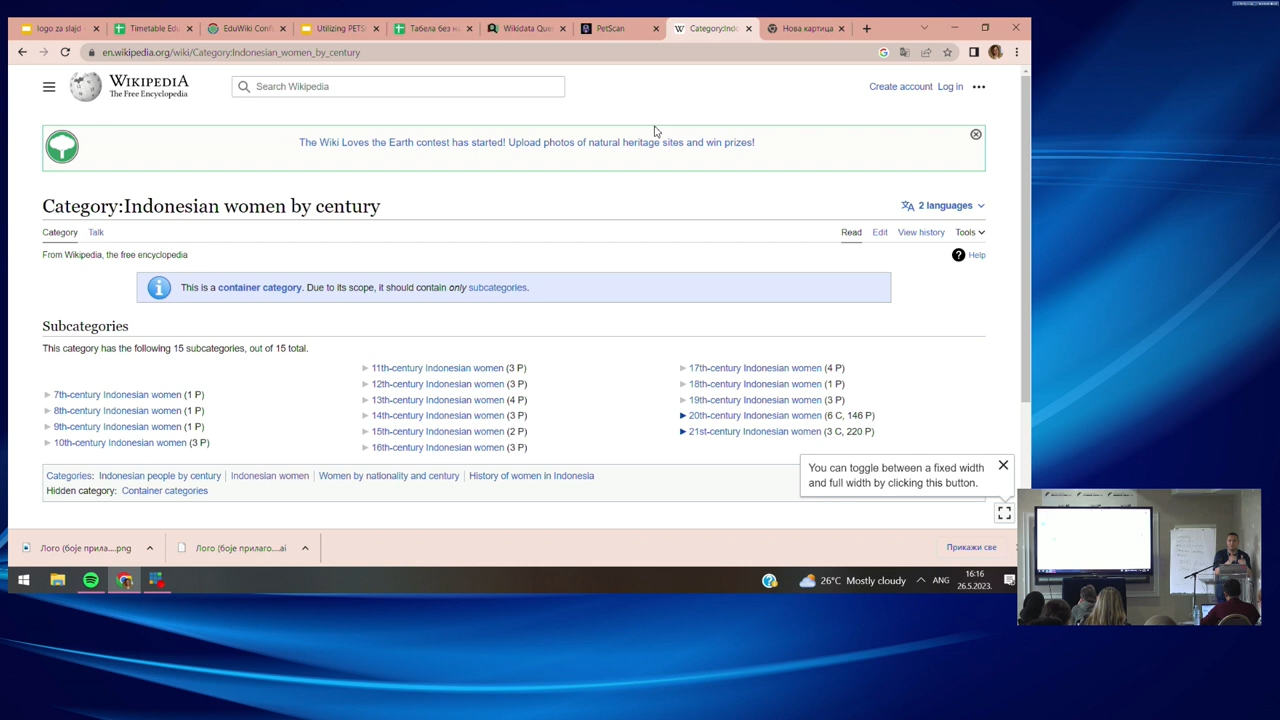 logo za slajd
Timetable Edu
EduWiki Conf
Utilizing PETS
Табела без на
Wikidata Que
PetScan
Category:Indo
Нова картица
en.wikipedia.org/wiki/Category:Indonesian_women_by_century
WIKIPEDIA
The Free Encyclopedia
Search Wikipedia
Create account Log in
The Wiki Loves the Earth contest has started! Upload photos of natural heritage sites and win prizes!
Category:Indonesian women by century
2 languages
Category Talk
Read Edit View history Tools
From Wikipedia, the free encyclopedia
Help
This is a container category. Due to its scope, it should contain only subcategories.
Subcategories
This category has the following 15 subcategories, out of 15 total.
7th-century Indonesian women (1 P)
8th-century Indonesian women (1 P)
9th-century Indonesian women (1 P)
10th-century Indonesian women (3 P)
11th-century Indonesian women (3 P)
12th-century Indonesian women (3 P)
13th-century Indonesian women (4 P)
14th-century Indonesian women (3 P)
15th-century Indonesian women (2 P)
16th-century Indonesian women (3 P)
17th-century Indonesian women (4 P)
18th-century Indonesian women (1 P)
19th-century Indonesian women (3 P)
20th-century Indonesian women (6 C, 146 P)
21st-century Indonesian women (3 C, 220 P)
You can toggle between a fixed width
and full width by clicking this button.
Categories: Indonesian people by century | Indonesian women | Women by nationality and century | History of women in Indonesia
Hidden category: Container categories
Лого (боје прила....png
Лого (боје прилаго....ai
Прикажи све
26°C Mostly cloudy
ANG
16:16
26.5.2023.